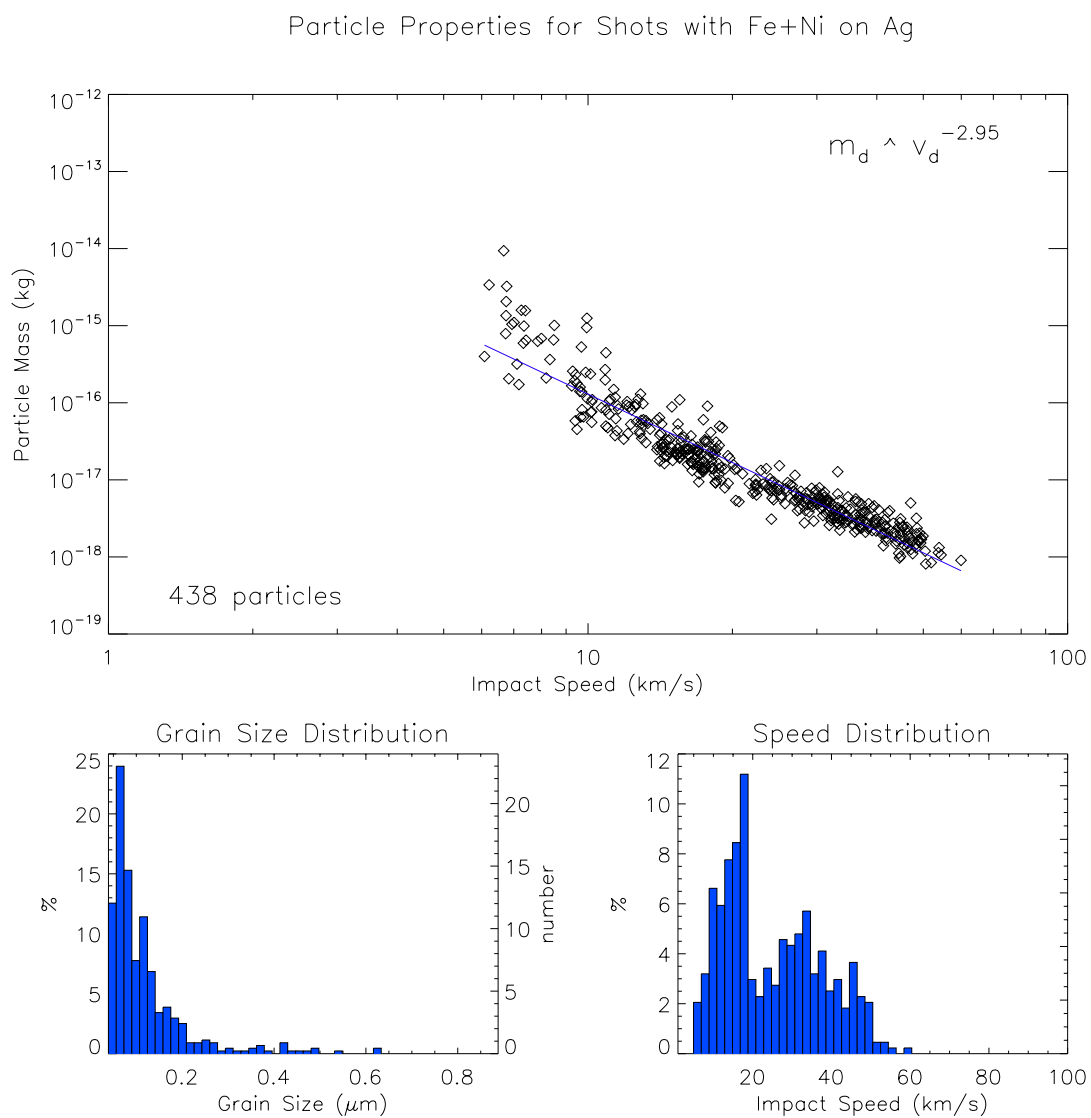 Particle Properties for Shots with Fe+Ni on Ag
m_d ^ v_d^-2.95
10^-12
10^-13
10^-14
10^-15
10^-16
10^-17
10^-18
10^-19
Particle Mass (kg)
438 particles
1 10 100
Impact Speed (km/s)
Grain Size Distribution
25
20
15
10
5
0
%
20
15
10
5
0
number
0.2 0.4 0.6 0.8
Grain Size (μm)
Speed Distribution
12
10
8
6
4
2
0
%
20 40 60 80 100
Impact Speed (km/s)